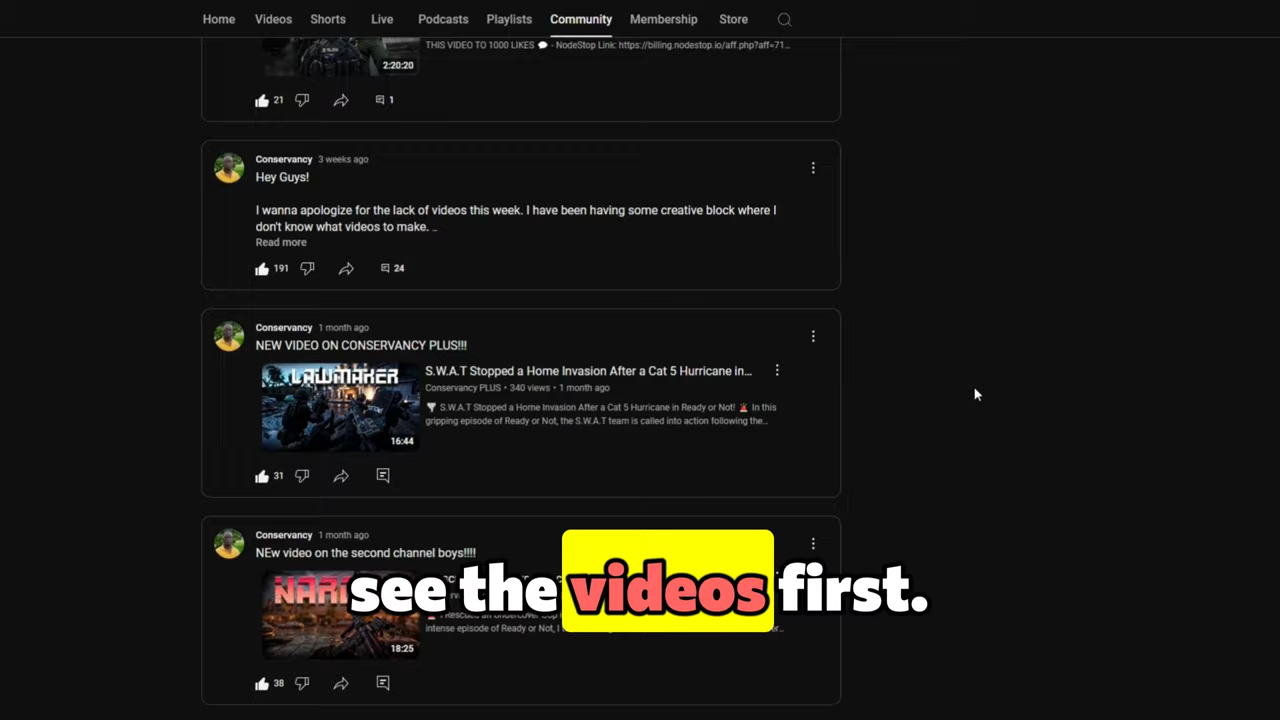 Home Videos Shorts Live Podcasts Playlists Community Membership Store
THIS VIDEO TO 1000 LIKES 💬 - NodeStop Link: https://billing.nodestop.io/aff.php?aff=71...
2:20:20
21 1
Conservancy 3 weeks ago
Hey Guys!
I wanna apologize for the lack of videos this week. I have been having some creative block where I
don't know what videos to make. ...
Read more
191 24
Conservancy 1 month ago
NEW VIDEO ON CONSERVANCY PLUS!!!
LAWMAKER
S.W.A.T Stopped a Home Invasion After a Cat 5 Hurricane in...
Conservancy PLUS • 340 views • 1 month ago
🌪 S.W.A.T Stopped a Home Invasion After a Cat 5 Hurricane in Ready or Not! 🚨 In this
gripping episode of Ready or Not, the S.W.A.T team is called into action following the...
16:44
31
Conservancy 1 month ago
NEw video on the second channel boys!!!!
see the videos first.
intense episode of Ready or Not, I
18:25
38